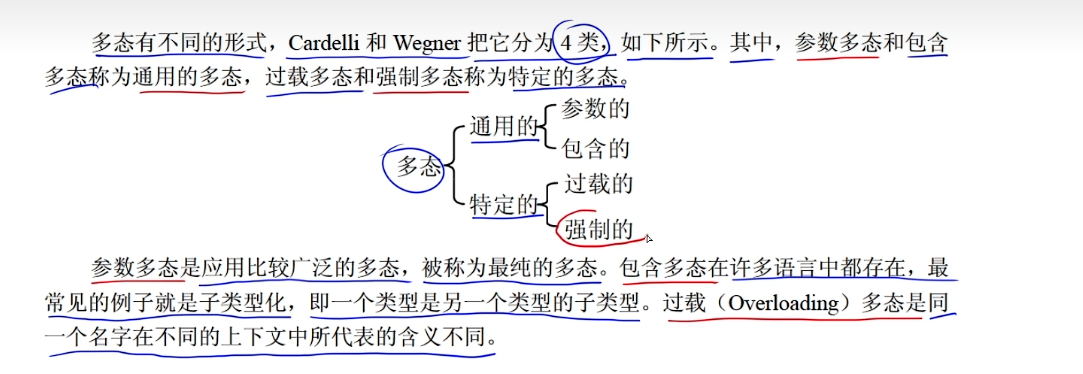 多态有不同的形式，Cardelli 和 Wegner 把它分为 4 类，如下所示。其中，参数多态和包含
多态称为通用的多态，过载多态和强制多态称为特定的多态。
参数的
通用的
包含的
多态
过载的
特定的
强制的
参数多态是应用比较广泛的多态，被称为最纯的多态。包含多态在许多语言中都存在，最
常见的例子就是子类型化，即一个类型是另一个类型的子类型。过载（Overloading）多态是同
一个名字在不同的上下文中所代表的含义不同。